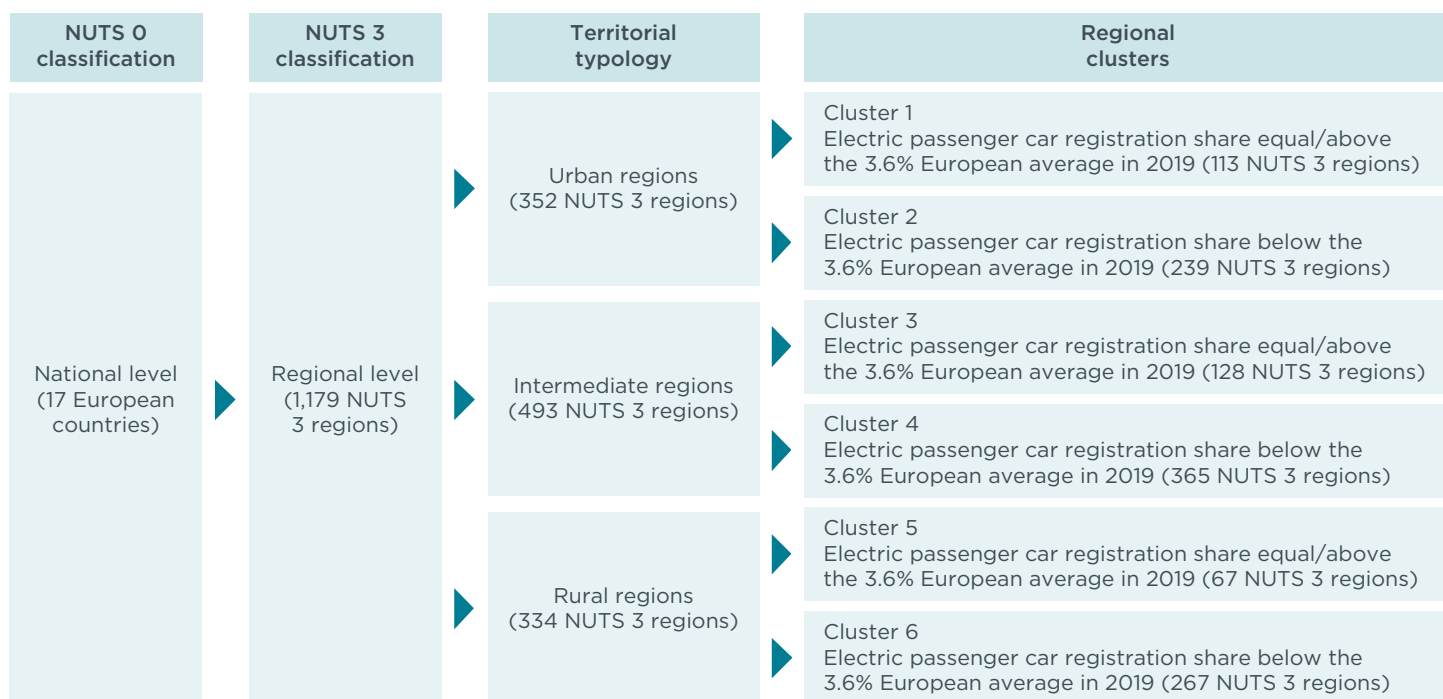 NUTS 0
classification
NUTS 3
classification
Territorial
typology
Regional
clusters
National level
(17 European
countries)
Regional level
(1,179 NUTS
3 regions)
Urban regions
(352 NUTS 3 regions)
Cluster 1
Electric passenger car registration share equal/above
the 3.6% European average in 2019 (113 NUTS 3 regions)
Cluster 2
Electric passenger car registration share below the
3.6% European average in 2019 (239 NUTS 3 regions)
Intermediate regions
(493 NUTS 3 regions)
Cluster 3
Electric passenger car registration share equal/above
the 3.6% European average in 2019 (128 NUTS 3 regions)
Cluster 4
Electric passenger car registration share below the
3.6% European average in 2019 (365 NUTS 3 regions)
Rural regions
(334 NUTS 3 regions)
Cluster 5
Electric passenger car registration share equal/above
the 3.6% European average in 2019 (67 NUTS 3 regions)
Cluster 6
Electric passenger car registration share below the
3.6% European average in 2019 (267 NUTS 3 regions)